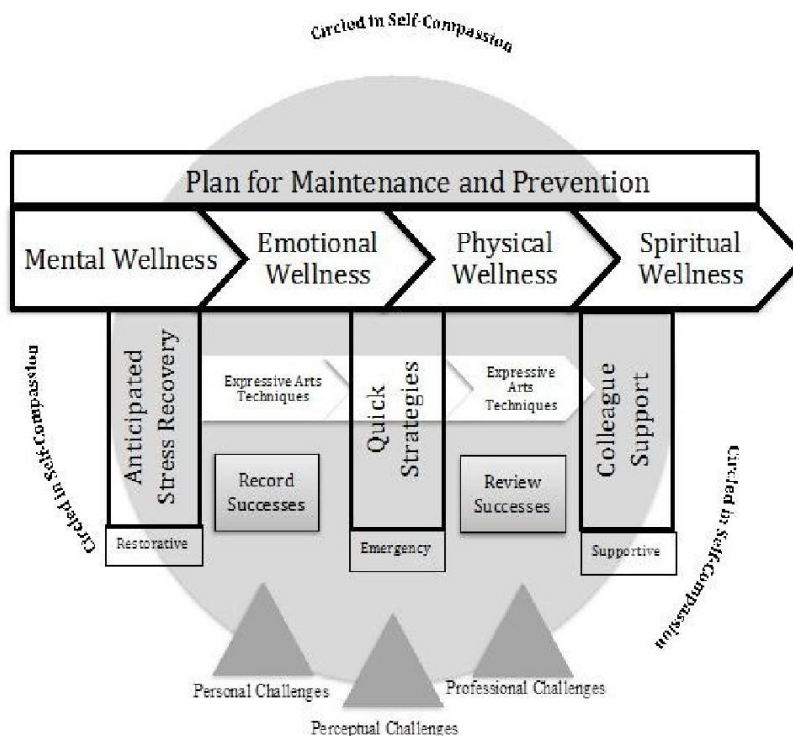 Circled in Self-Compassion
Plan for Maintenance and Prevention
Mental Wellness
Emotional
Wellness
Physical
Wellness
Spiritual
Wellness
Anticipated
Stress Recovery
Expressive Arts
Techniques
Quick
Strategies
Expressive
Arts
Techniques
Colleague
Support
Record
Successes
Review
Successes
Restorative
Emergency
Supportive
Circled in Self-Compassion
Circled in Self-Compassion
Personal Challenges
Perceptual Challenges
Professional Challenges